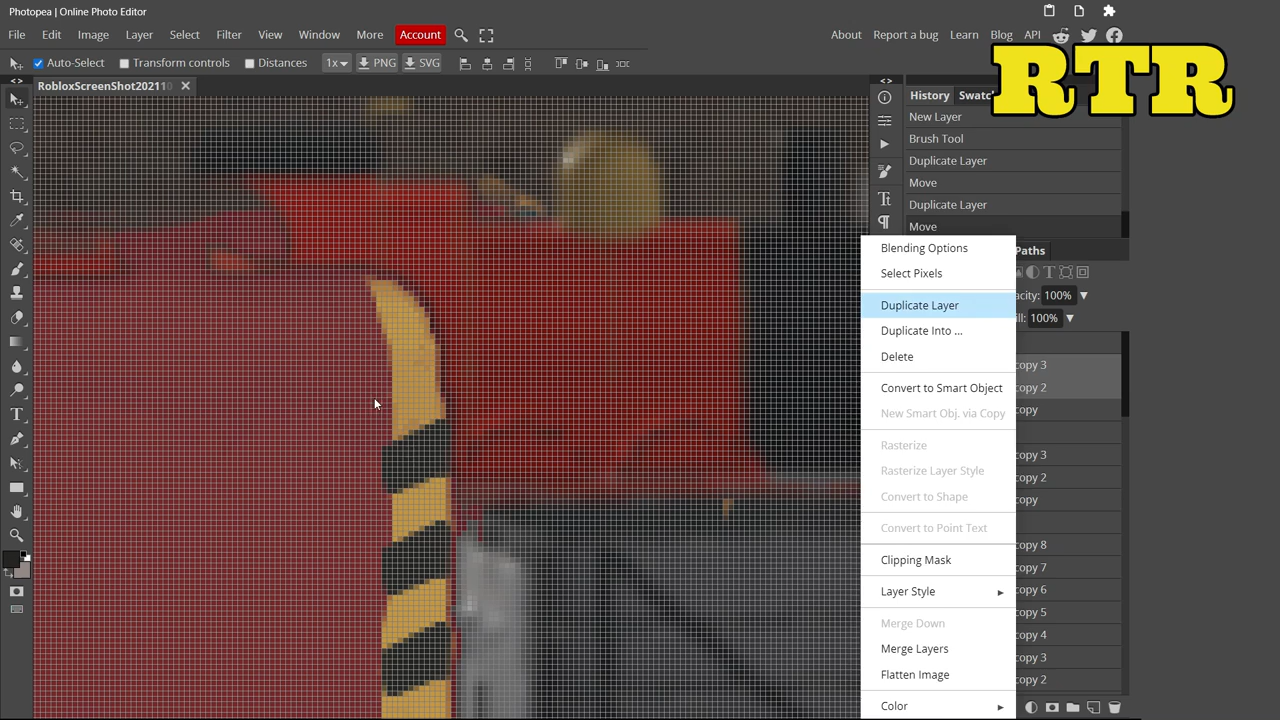 Photopea | Online Photo Editor
File Edit Image Layer Select Filter View Window More Account
About Report a bug Learn Blog API
RTR
Auto-Select Transform controls Distances 1x PNG SVG
RobloxScreenShot202110
History Swatc
New Layer
Brush Tool
Duplicate Layer
Move
Duplicate Layer
Move
Paths
acity: 100%
ill: 100%
copy 3
copy 2
copy
copy 3
copy 2
copy
copy 8
copy 7
copy 6
copy 5
copy 4
copy 3
copy 2
Blending Options
Select Pixels
Duplicate Layer
Duplicate Into ...
Delete
Convert to Smart Object
New Smart Obj. via Copy
Rasterize
Rasterize Layer Style
Convert to Shape
Convert to Point Text
Clipping Mask
Layer Style
Merge Down
Merge Layers
Flatten Image
Color